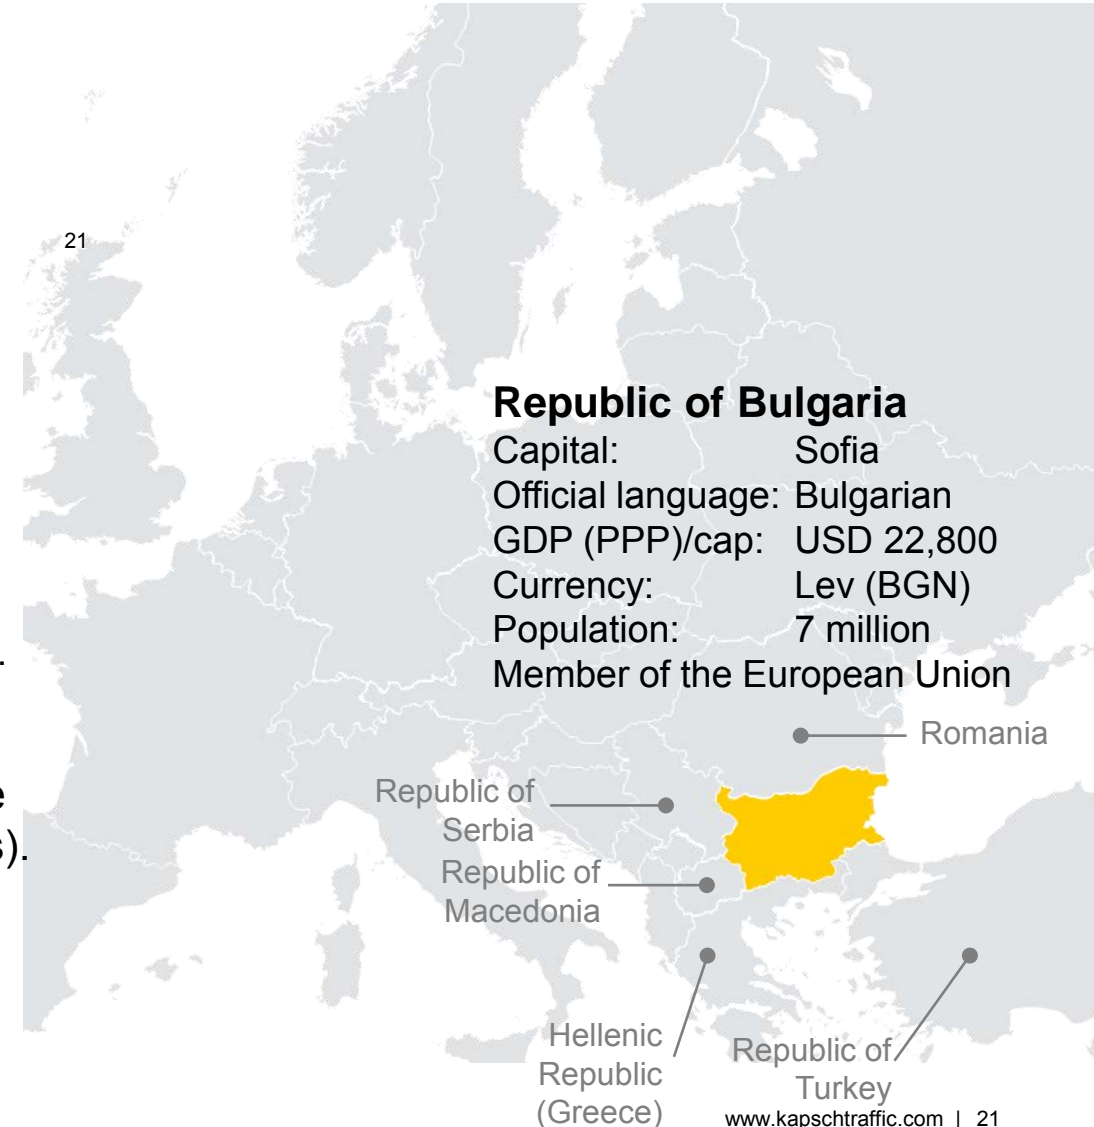 21
Republic of Bulgaria
Capital: Sofia
Official language: Bulgarian
GDP (PPP)/cap: USD 22,800
Currency: Lev (BGN)
Population: 7 million
Member of the European Union
Romania
Republic of
Serbia
Republic of
Macedonia
Hellenic
Republic
(Greece)
Republic of
Turkey
s).
www.kapschtraffic.com | 21